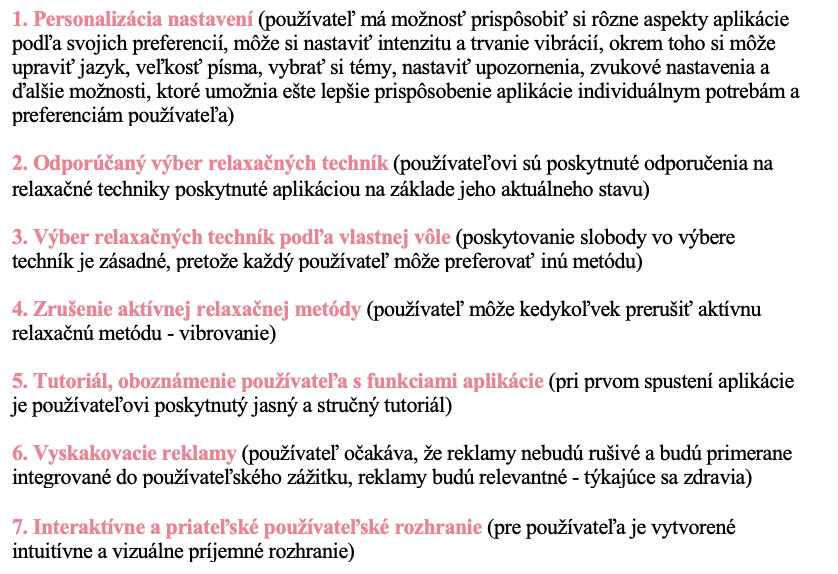 1. Personalizácia nastavení (používateľ má možnosť prispôsobiť si rôzne aspekty aplikácie
podľa svojich preferencií, môže si nastaviť intenzitu a trvanie vibrácií, okrem toho si môže
upraviť jazyk, veľkosť písma, vybrať si témy, nastaviť upozornenia, zvukové nastavenia a
ďalšie možnosti, ktoré umožnia ešte lepšie prispôsobenie aplikácie individuálnym potrebám a
preferenciám používateľa)
2. Odporúčaný výber relaxačných techník (používateľovi sú poskytnuté odporučenia na
relaxačné techniky poskytnuté aplikáciou na základe jeho aktuálneho stavu)
3. Výber relaxačných techník podľa vlastnej vôle (poskytovanie slobody vo výbere
techník je zásadné, pretože každý používateľ môže preferovať inú metódu)
4. Zrušenie aktívnej relaxačnej metódy (používateľ môže kedykoľvek prerušiť aktívnu
relaxačnú metódu - vibrovanie)
5. Tutoriál, oboznámenie používateľa s funkciami aplikácie (pri prvom spustení aplikácie
je používateľovi poskytnutý jasný a stručný tutoriál)
6. Vyskakovacie reklamy (používateľ očakáva, že reklamy nebudú rušivé a budú primerane
integrované do používateľského zážitku, reklamy budú relevantné - týkajúce sa zdravia)
7. Interaktívne a priateľské používateľské rozhranie (pre používateľa je vytvorené
intuitívne a vizuálne príjemné rozhranie)